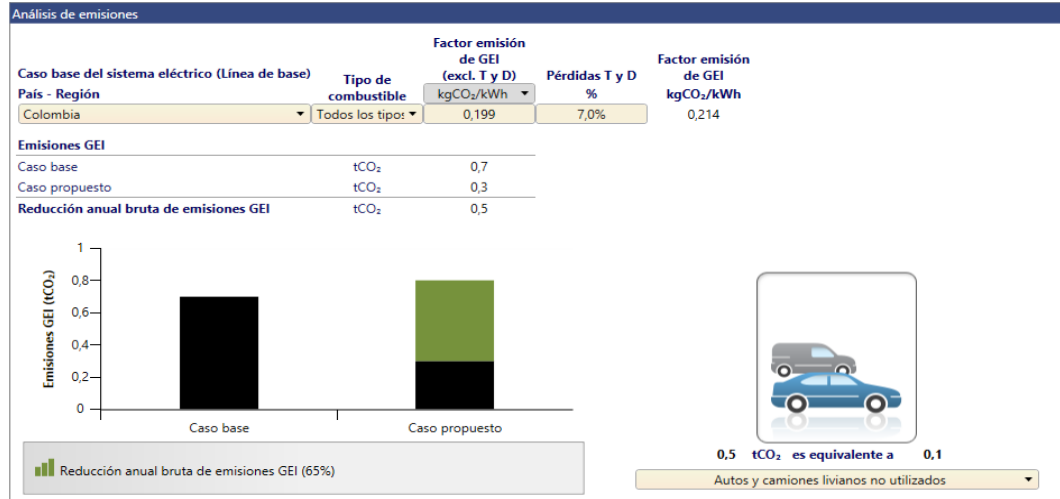 Análisis de emisiones
Factor emisión
de GEI
(excl. T y D)
Factor emisión
de GEI
kgCO₂/kWh
Caso base del sistema eléctrico (Línea de base)
País - Región
Tipo de
combustible
kgCO₂/kWh
Pérdidas T y D
%
Colombia
Todos los tipos
0,199
7,0%
0,214
Emisiones GEI
Caso base tCO₂ 0,7
Caso propuesto tCO₂ 0,3
Reducción anual bruta de emisiones GEI tCO₂ 0,5
Emisiones GEI (tCO₂)
1
0,8
0,6
0,4
0,2
0
Caso base
Caso propuesto
Reducción anual bruta de emisiones GEI (65%)
0,5 tCO₂ es equivalente a 0,1
Autos y camiones livianos no utilizados